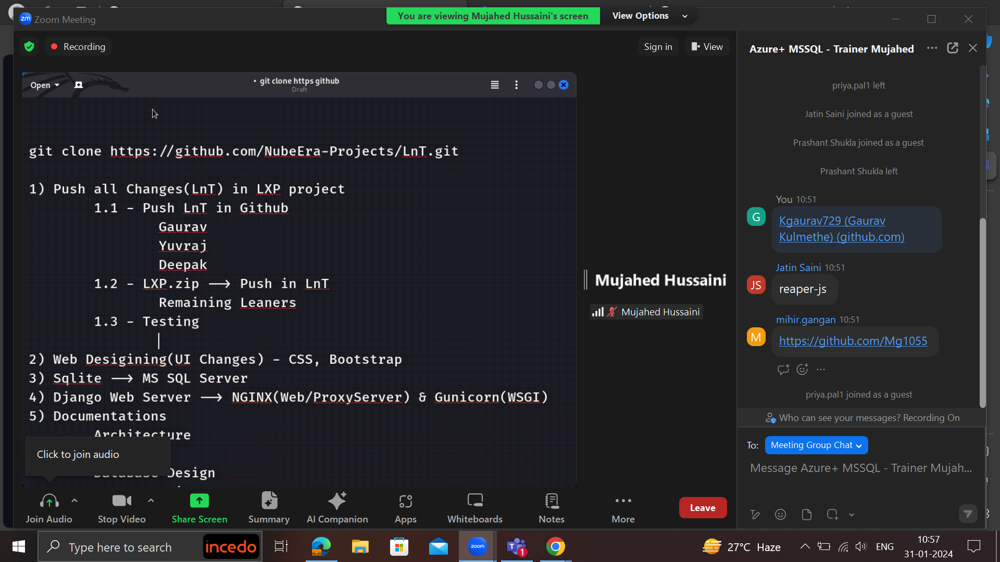 zm Zoom Meeting
You are viewing Mujahed Hussaini's screen
View Options
Recording
Sign in
View
Open
• git clone https github
Draft
git clone https://github.com/NubeEra-Projects/LnT.git
1) Push all Changes(LnT) in LXP project
1.1 - Push LnT in Github
Gaurav
Yuvraj
Deepak
1.2 - LXP.zip --> Push in LnT
Remaining Leaners
1.3 - Testing
2) Web Desigining(UI Changes) - CSS, Bootstrap
3) Sqlite --> MS SQL Server
4) Django Web Server --> NGINX(Web/ProxyServer) & Gunicorn(WSGI)
5) Documentations
Architecture
Database Design
Click to join audio
Mujahed Hussaini
Mujahed Hussaini
Azure+ MSSQL - Trainer Mujahed
priya.pal1 left
Jatin Saini joined as a guest
Prashant Shukla joined as a guest
Prashant Shukla left
You 10:51
G
Kgaurav729 (Gaurav
Kulmethe) (github.com)
Jatin Saini 10:51
JS
reaper-js
mihir.gangan 10:51
M
https://github.com/Mg1055
priya.pal1 joined as a guest
Who can see your messages? Recording On
To: Meeting Group Chat
Message Azure+ MSSQL - Trainer Mujah...
Join Audio
Stop Video
Share Screen
Summary
AI Companion
Apps
Whiteboards
Notes
More
Leave
Type here to search
incedo
zoom
T
1
27°C Haze
ENG
10:57
31-01-2024